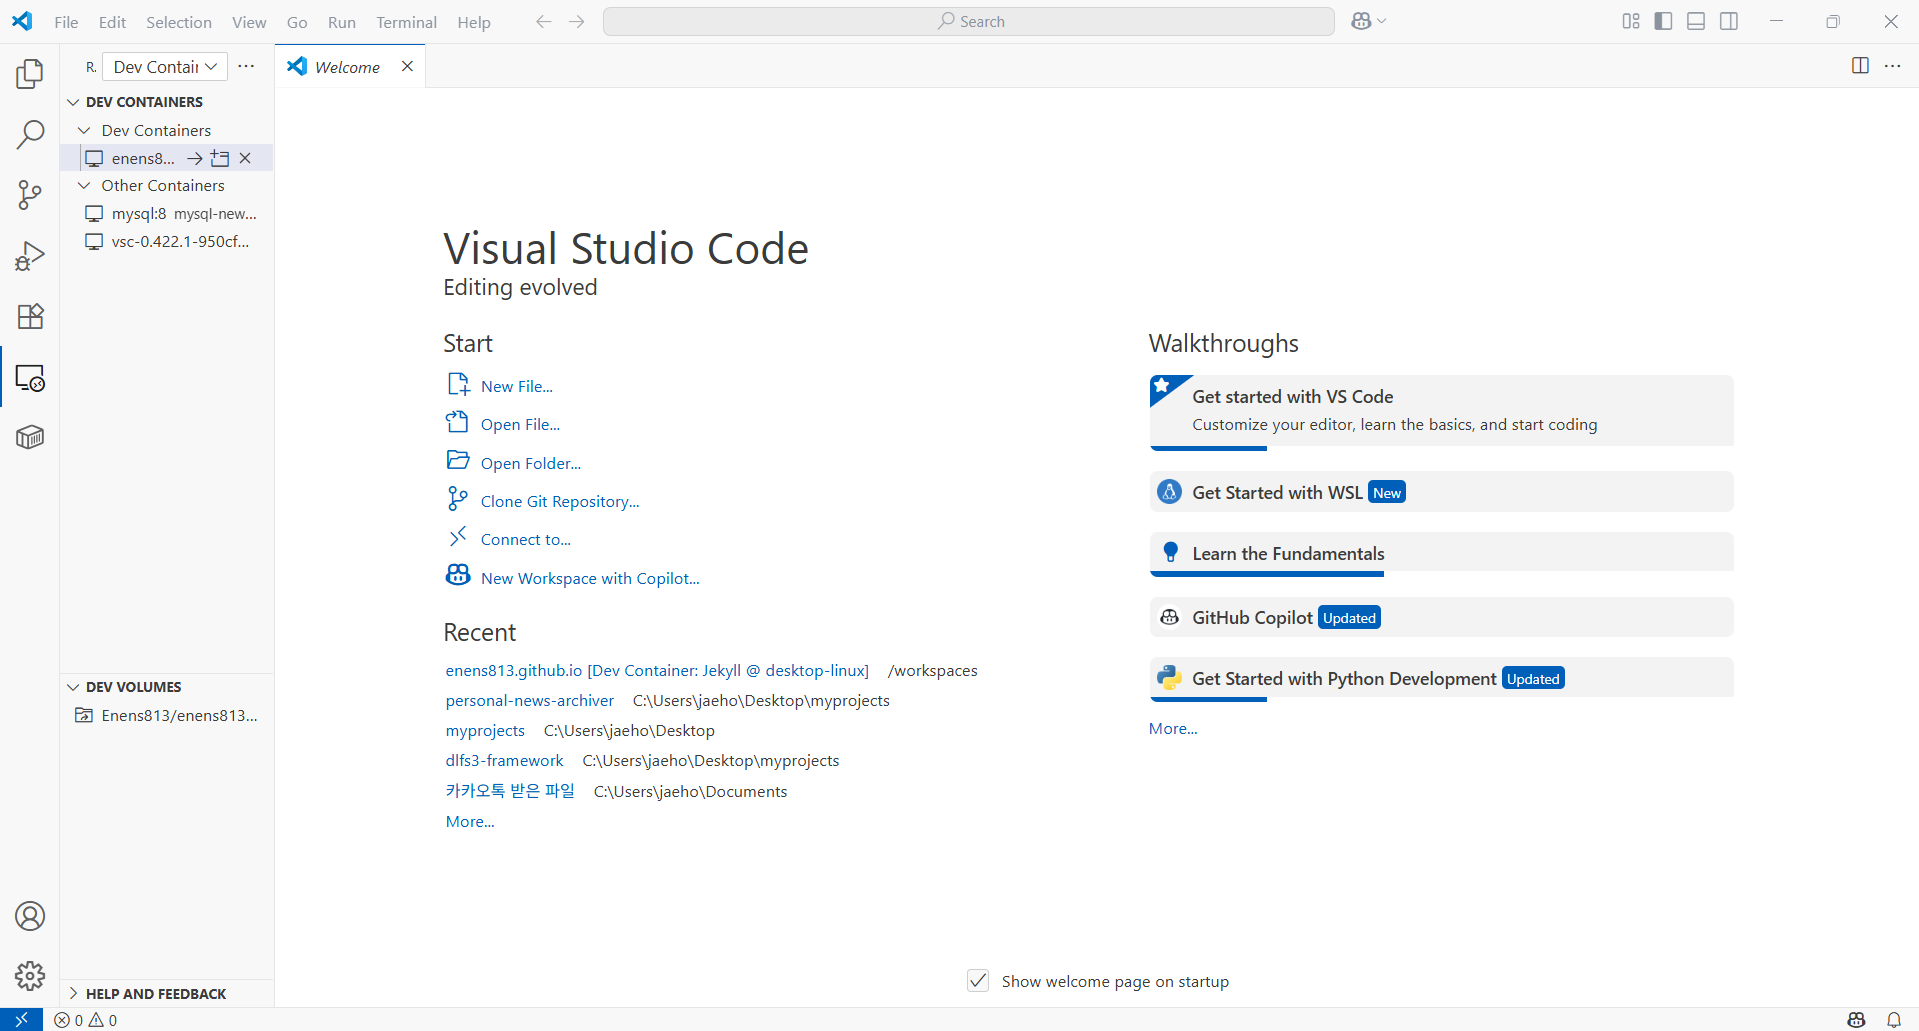 File Edit Selection View Go Run Terminal Help
Search
R. Dev Contair
Welcome
DEV CONTAINERS
Dev Containers
enens8...
Other Containers
mysql:8 mysql-new...
vsc-0.422.1-950cf...
DEV VOLUMES
Enens813/enens813...
HELP AND FEEDBACK
Visual Studio Code
Editing evolved
Start
New File...
Open File...
Open Folder...
Clone Git Repository...
Connect to...
New Workspace with Copilot...
Recent
enens813.github.io [Dev Container: Jekyll @ desktop-linux] /workspaces
personal-news-archiver C:\Users\jaeho\Desktop\myprojects
myprojects C:\Users\jaeho\Desktop
dlfs3-framework C:\Users\jaeho\Desktop\myprojects
카카오톡 받은 파일 C:\Users\jaeho\Documents
More...
Walkthroughs
Get started with VS Code
Customize your editor, learn the basics, and start coding
Get Started with WSL New
Learn the Fundamentals
GitHub Copilot Updated
Get Started with Python Development Updated
More...
Show welcome page on startup
0 0